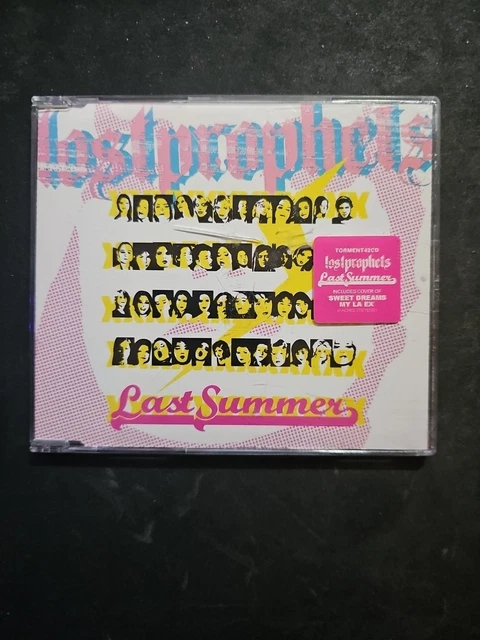 lostprophets
TORMENT42CD
lostprophets
Last Summer
INCLUDES COVER OF
'SWEET DREAMS
MY LA EX'
Last Summer